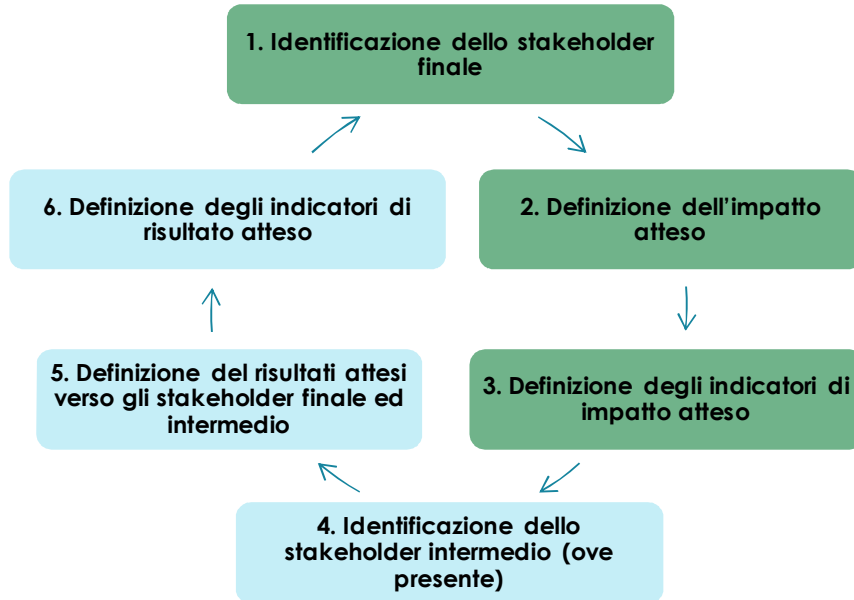 1. Identificazione dello stakeholder
finale
2. Definizione dell'impatto
atteso
3. Definizione degli indicatori di
impatto atteso
4. Identificazione dello
stakeholder intermedio (ove
presente)
5. Definizione del risultati attesi
verso gli stakeholder finale ed
intermedio
6. Definizione degli indicatori di
risultato atteso